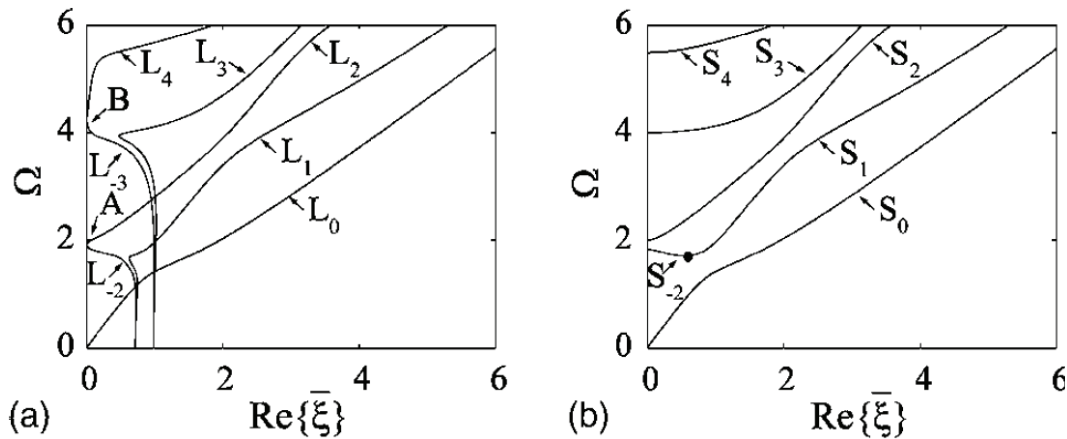 6
L₄
L₃
L₂
B
4
L₋₃
L₁
Ω
A
2
L₀
L₋₂
0
0 2 4 6
(a) Re{ξ̄}
6
S₄
S₃
S₂
4
S₁
Ω
2
S₀
S₋₂
0
0 2 4 6
(b) Re{ξ̄}